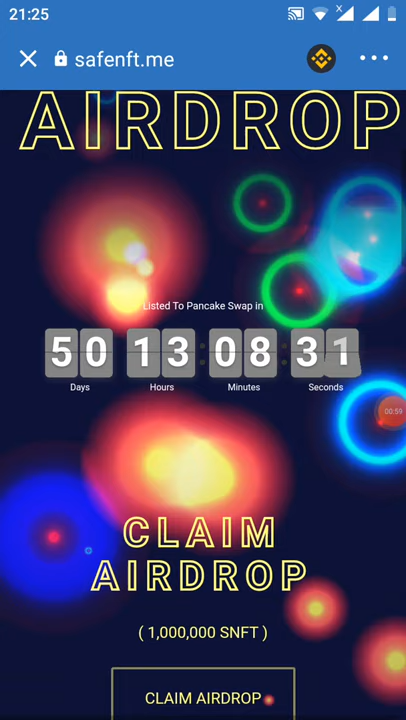 21:25
safenft.me
AIRDROP
Listed To Pancake Swap in
50 13 : 08 : 31
Days Hours Minutes Seconds
00:59
CLAIM
AIRDROP
( 1,000,000 SNFT )
CLAIM AIRDROP